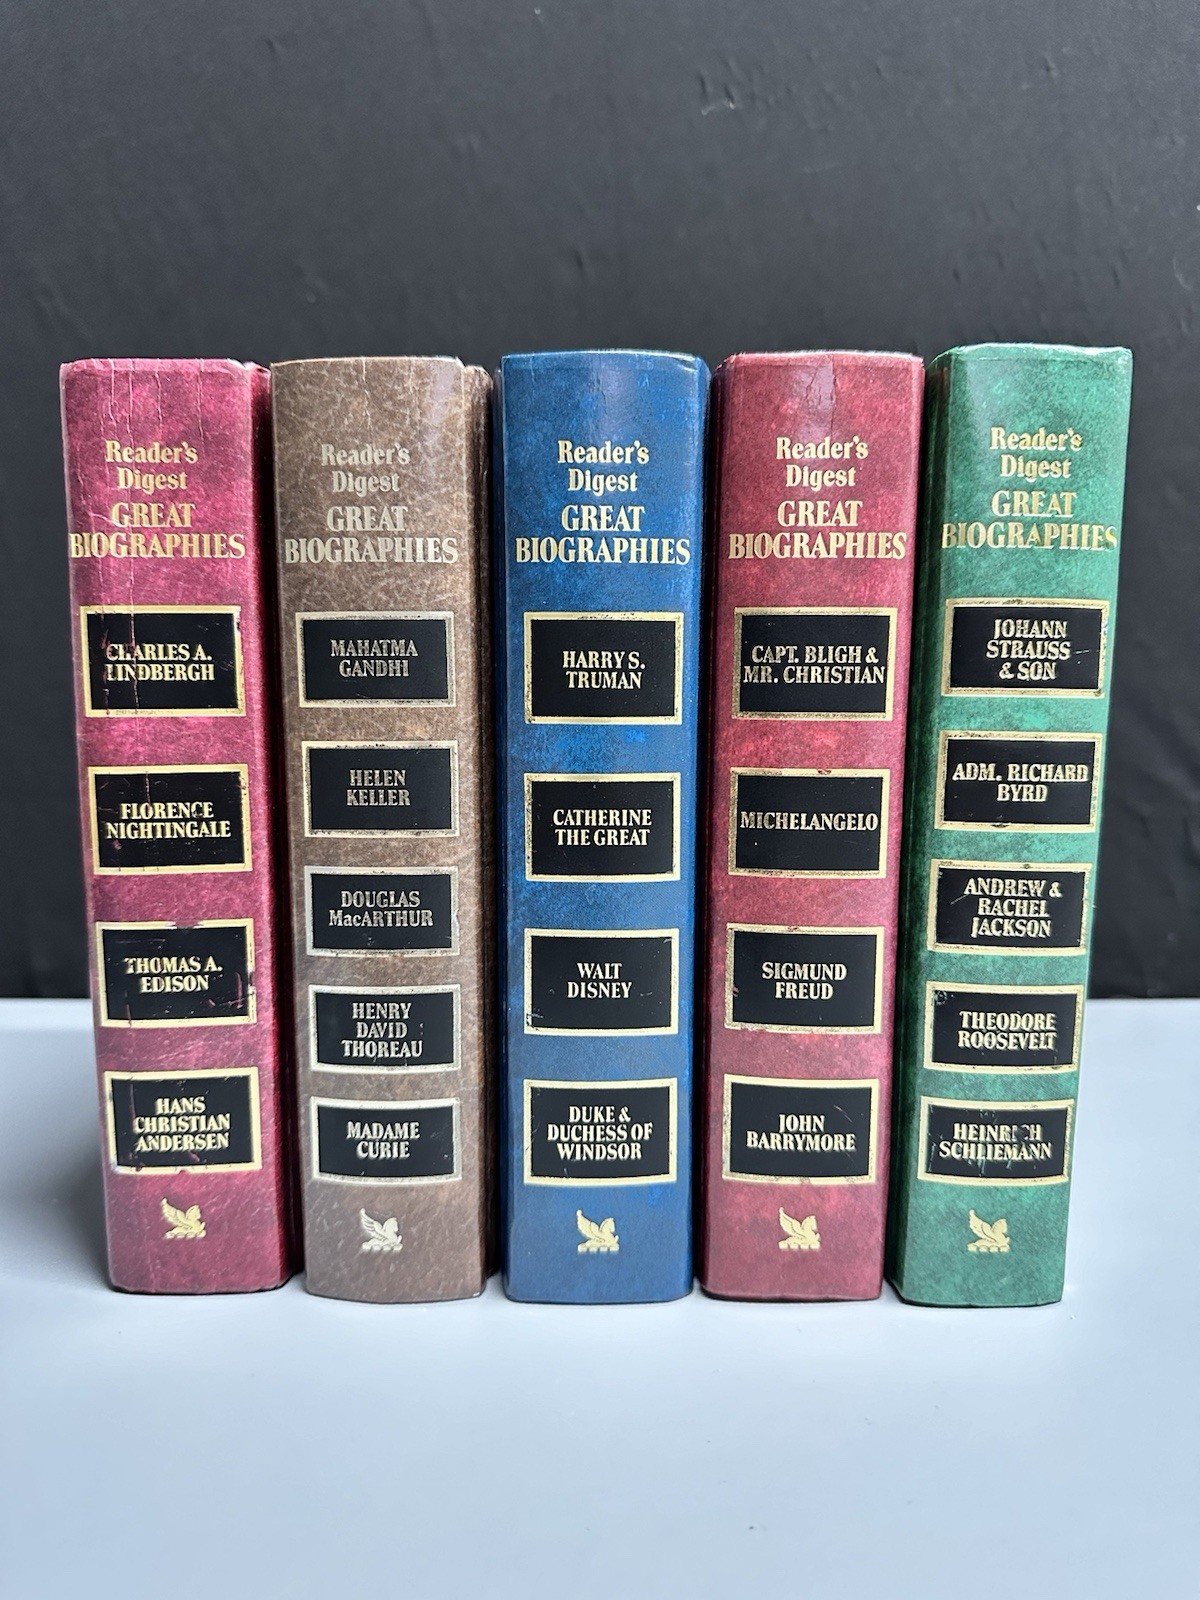 Reader's
Digest
GREAT
BIOGRAPHIES
CHARLES A.
LINDBERGH
FLORENCE
NIGHTINGALE
THOMAS A.
EDISON
HANS
CHRISTIAN
ANDERSEN
Reader's
Digest
GREAT
BIOGRAPHIES
MAHATMA
GANDHI
HELEN
KELLER
DOUGLAS
MacARTHUR
HENRY
DAVID
THOREAU
MADAME
CURIE
Reader's
Digest
GREAT
BIOGRAPHIES
HARRY S.
TRUMAN
CATHERINE
THE GREAT
WALT
DISNEY
DUKE &
DUCHESS OF
WINDSOR
Reader's
Digest
GREAT
BIOGRAPHIES
CAPT. BLIGH &
MR. CHRISTIAN
MICHELANGELO
SIGMUND
FREUD
JOHN
BARRYMORE
Reader's
Digest
GREAT
BIOGRAPHIES
JOHANN
STRAUSS
& SON
ADM. RICHARD
BYRD
ANDREW &
RACHEL
JACKSON
THEODORE
ROOSEVELT
HEINRICH
SCHLIEMANN